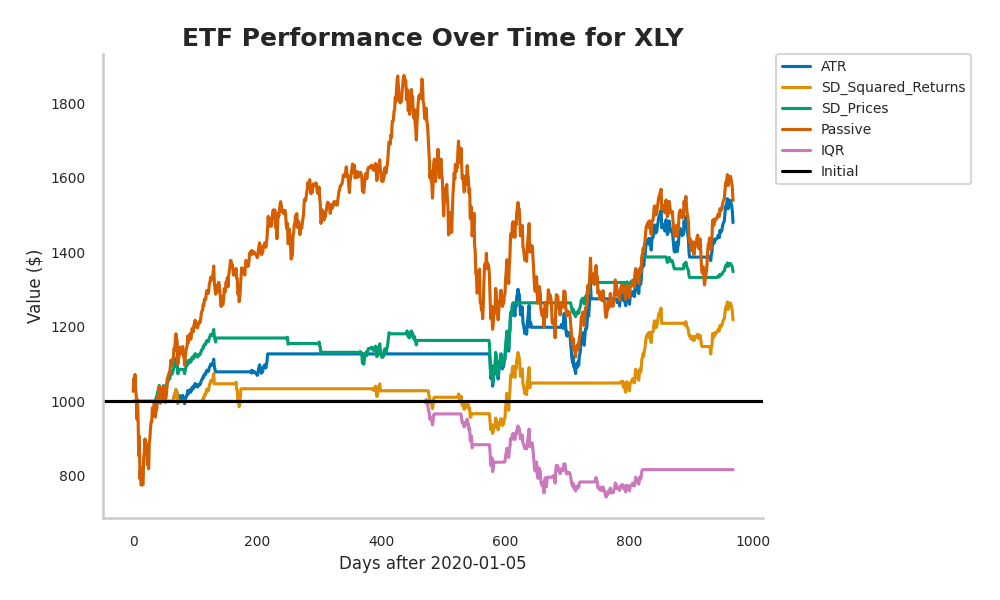 ETF Performance Over Time for XLY
ATR
SD_Squared_Returns
SD_Prices
Passive
IQR
Initial
Value ($)
1800
1600
1400
1200
1000
800
0 200 400 600 800 1000
Days after 2020-01-05